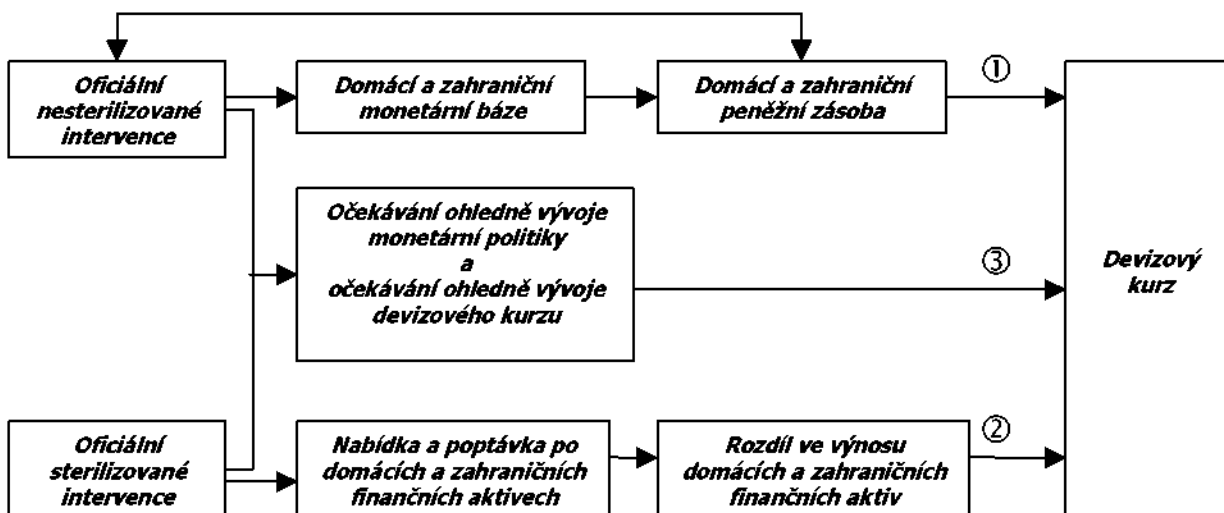 Oficiální
nesterilizované
intervence
Domácí a zahraniční
monetární báze
Domácí a zahraniční
peněžní zásoba
①
Očekávání ohledně vývoje
monetární politiky
a
očekávání ohledně vývoje
devizového kurzu
③
Devizový
kurz
Oficiální
sterilizované
intervence
Nabídka a poptávka po
domácích a zahraničních
finančních aktivech
Rozdíl ve výnosu
domácích a zahraničních
finančních aktiv
②